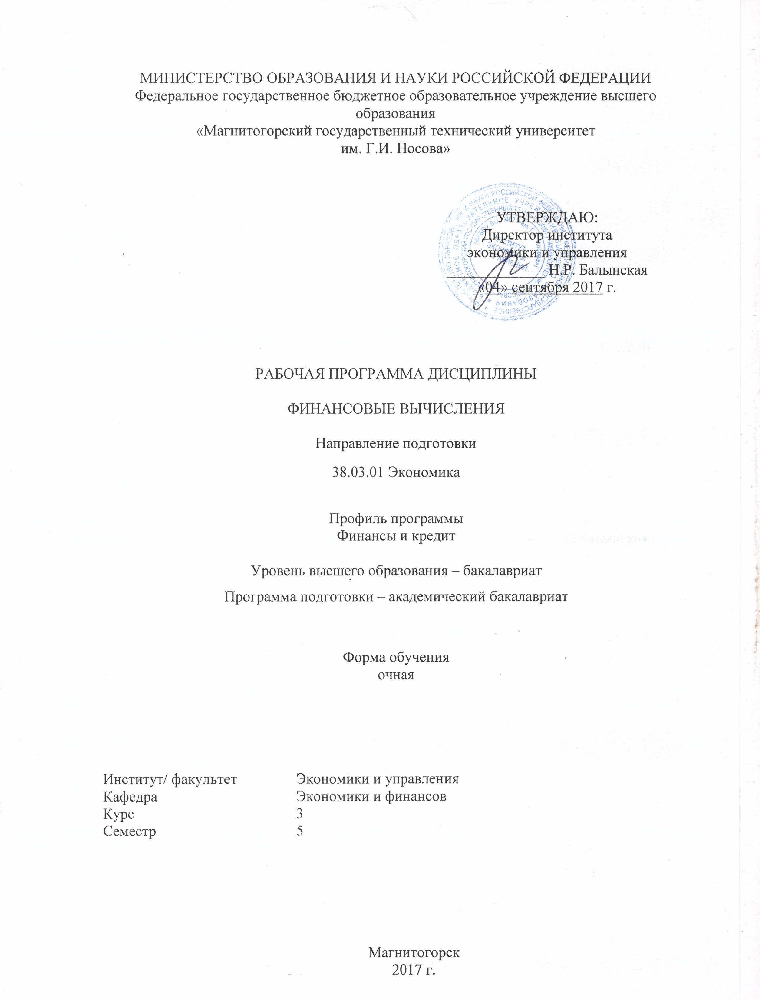 МИНИСТЕРСТВО ОБРАЗОВАНИЯ И НАУКИ РОССИЙСКОЙ ФЕДЕРАЦИИ
Федеральное государственное бюджетное образовательное учреждение высшего
образования
«Магнитогорский государственный технический университет
им. Г.И. Носова»
УТВЕРЖДАЮ:
Директор института
экономики и управления
Н.Р. Балынская
«04» сентября 2017 г.
РАБОЧАЯ ПРОГРАММА ДИСЦИПЛИНЫ
ФИНАНСОВЫЕ ВЫЧИСЛЕНИЯ
Направление подготовки
38.03.01 Экономика
Профиль программы
Финансы и кредит
Уровень высшего образования – бакалавриат
Программа подготовки – академический бакалавриат
Форма обучения
очная
Институт/ факультет Экономики и управления
Кафедра Экономики и финансов
Курс 3
Семестр 5
Магнитогорск
2017 г.